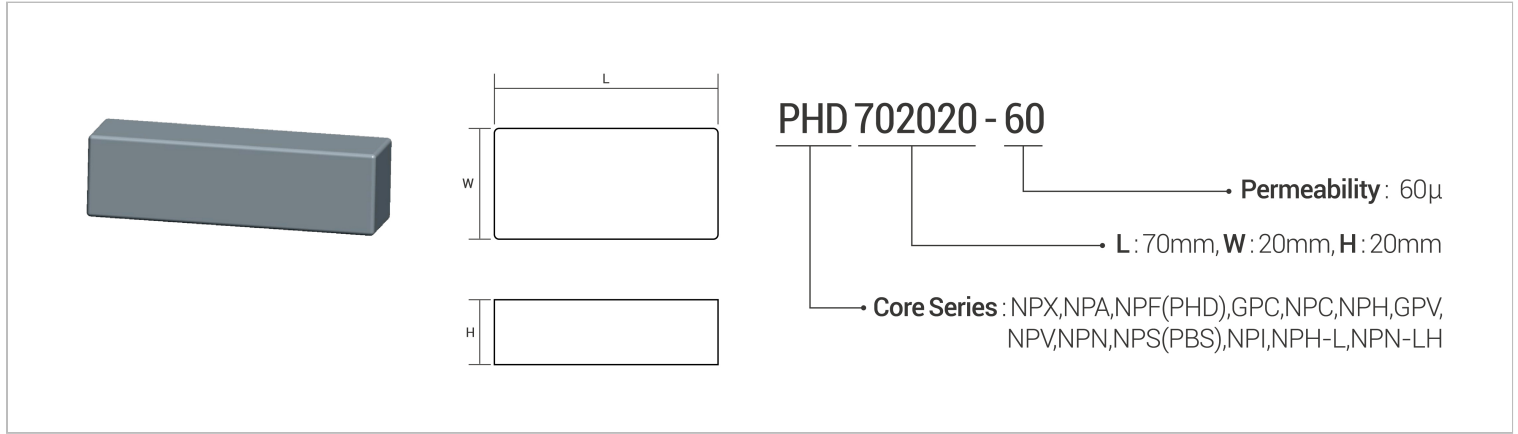 L
W
H
PHD 702020 - 60
Permeability : 60μ
L : 70mm, W : 20mm, H : 20mm
Core Series : NPX,NPA,NPF(PHD),GPC,NPC,NPH,GPV,
NPV,NPN,NPS(PBS),NPI,NPH-L,NPN-LH